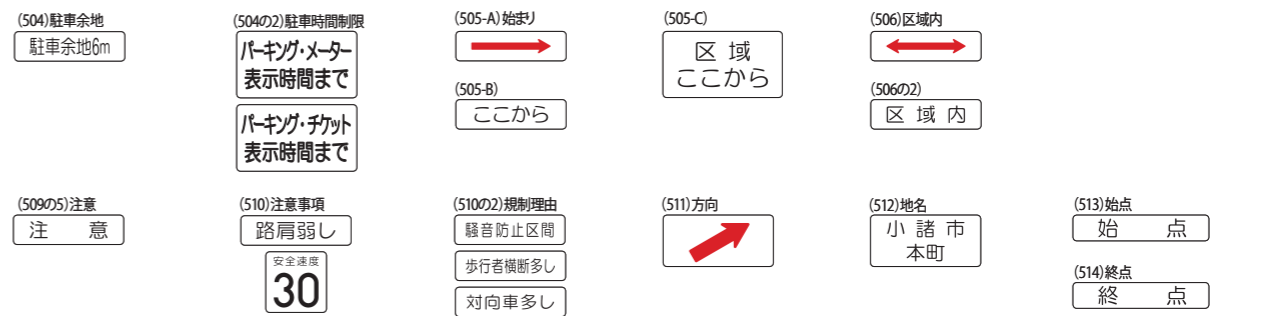 (504)駐車余地
駐車余地6m
(504の2)駐車時間制限
パーキング・メーター
表示時間まで
パーキング・チケット
表示時間まで
(505-A)始まり
(505-B)
ここから
(505-C)
区 域
ここから
(506)区域内
(506の2)
区 域 内
(509の5)注意
注 意
(510)注意事項
路肩弱し
安全速度
30
(510の2)規制理由
騒音防止区間
歩行者横断多し
対向車多し
(511)方向
(512)地名
小 諸 市
本町
(513)始点
始 点
(514)終点
終 点